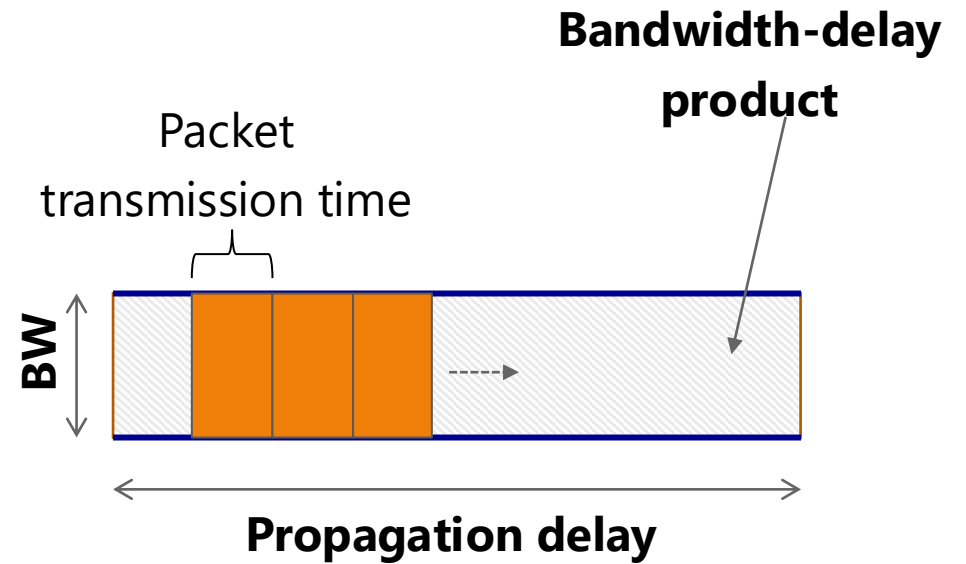 Bandwidth-delay
product
Packet
transmission time
BW
Propagation delay